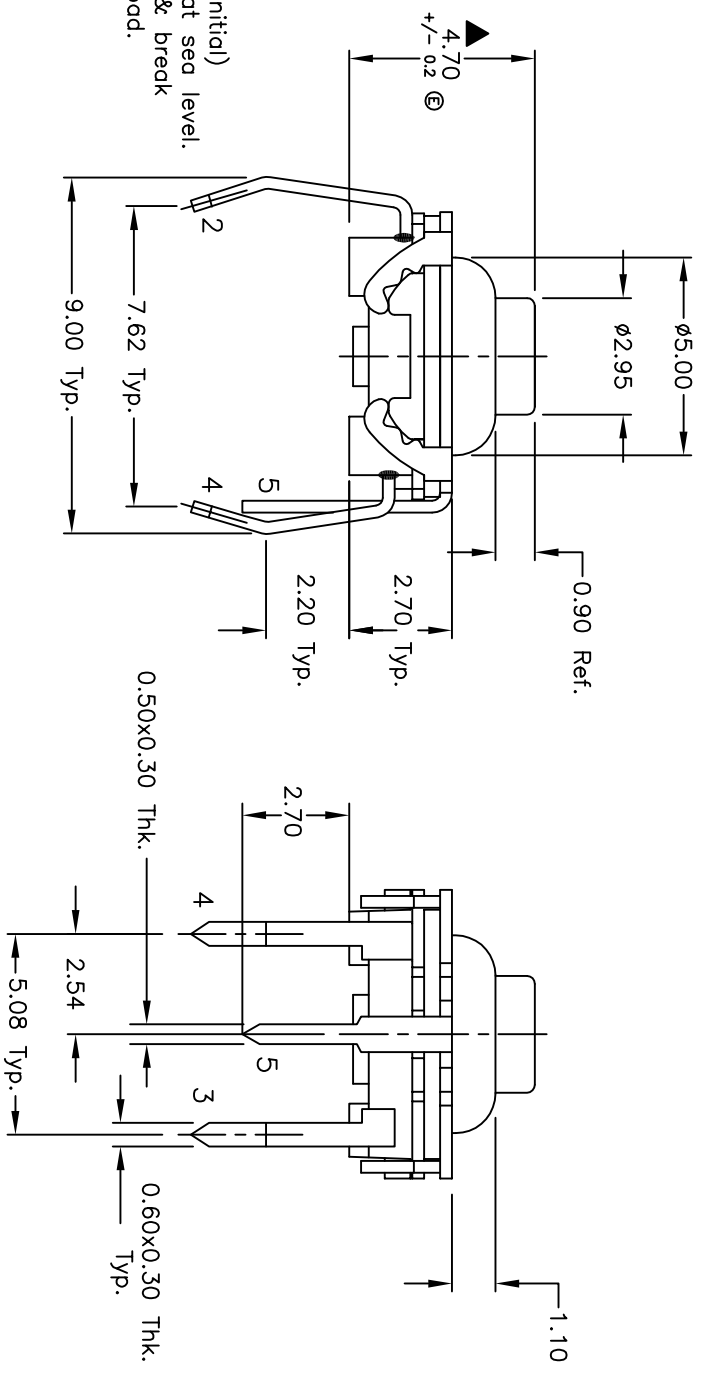 nitial)
at sea level.
& break
oad.
4.70
+/- 0.2 Ⓔ
ø5.00
ø2.95
2
7.62 Typ.
9.00 Typ.
4
5
0.90 Ref.
2.70 Typ.
2.20 Typ.
0.50x0.30 Thk.
2.70
4
5
3
2.54
5.08 Typ.
0.60x0.30 Thk.
Typ.
1.10